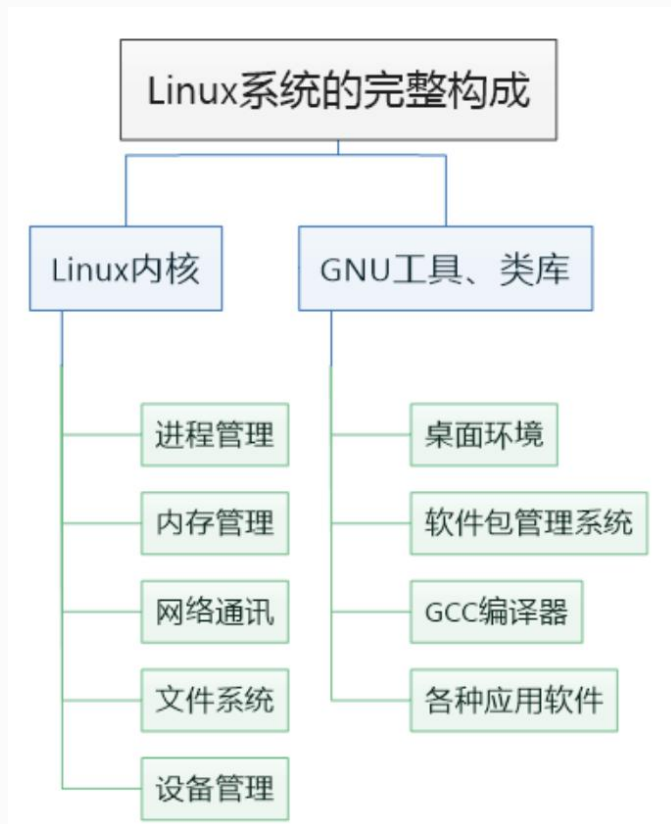 Linux系统的完整构成
Linux内核
GNU工具、类库
进程管理
内存管理
网络通讯
文件系统
设备管理
桌面环境
软件包管理系统
GCC编译器
各种应用软件